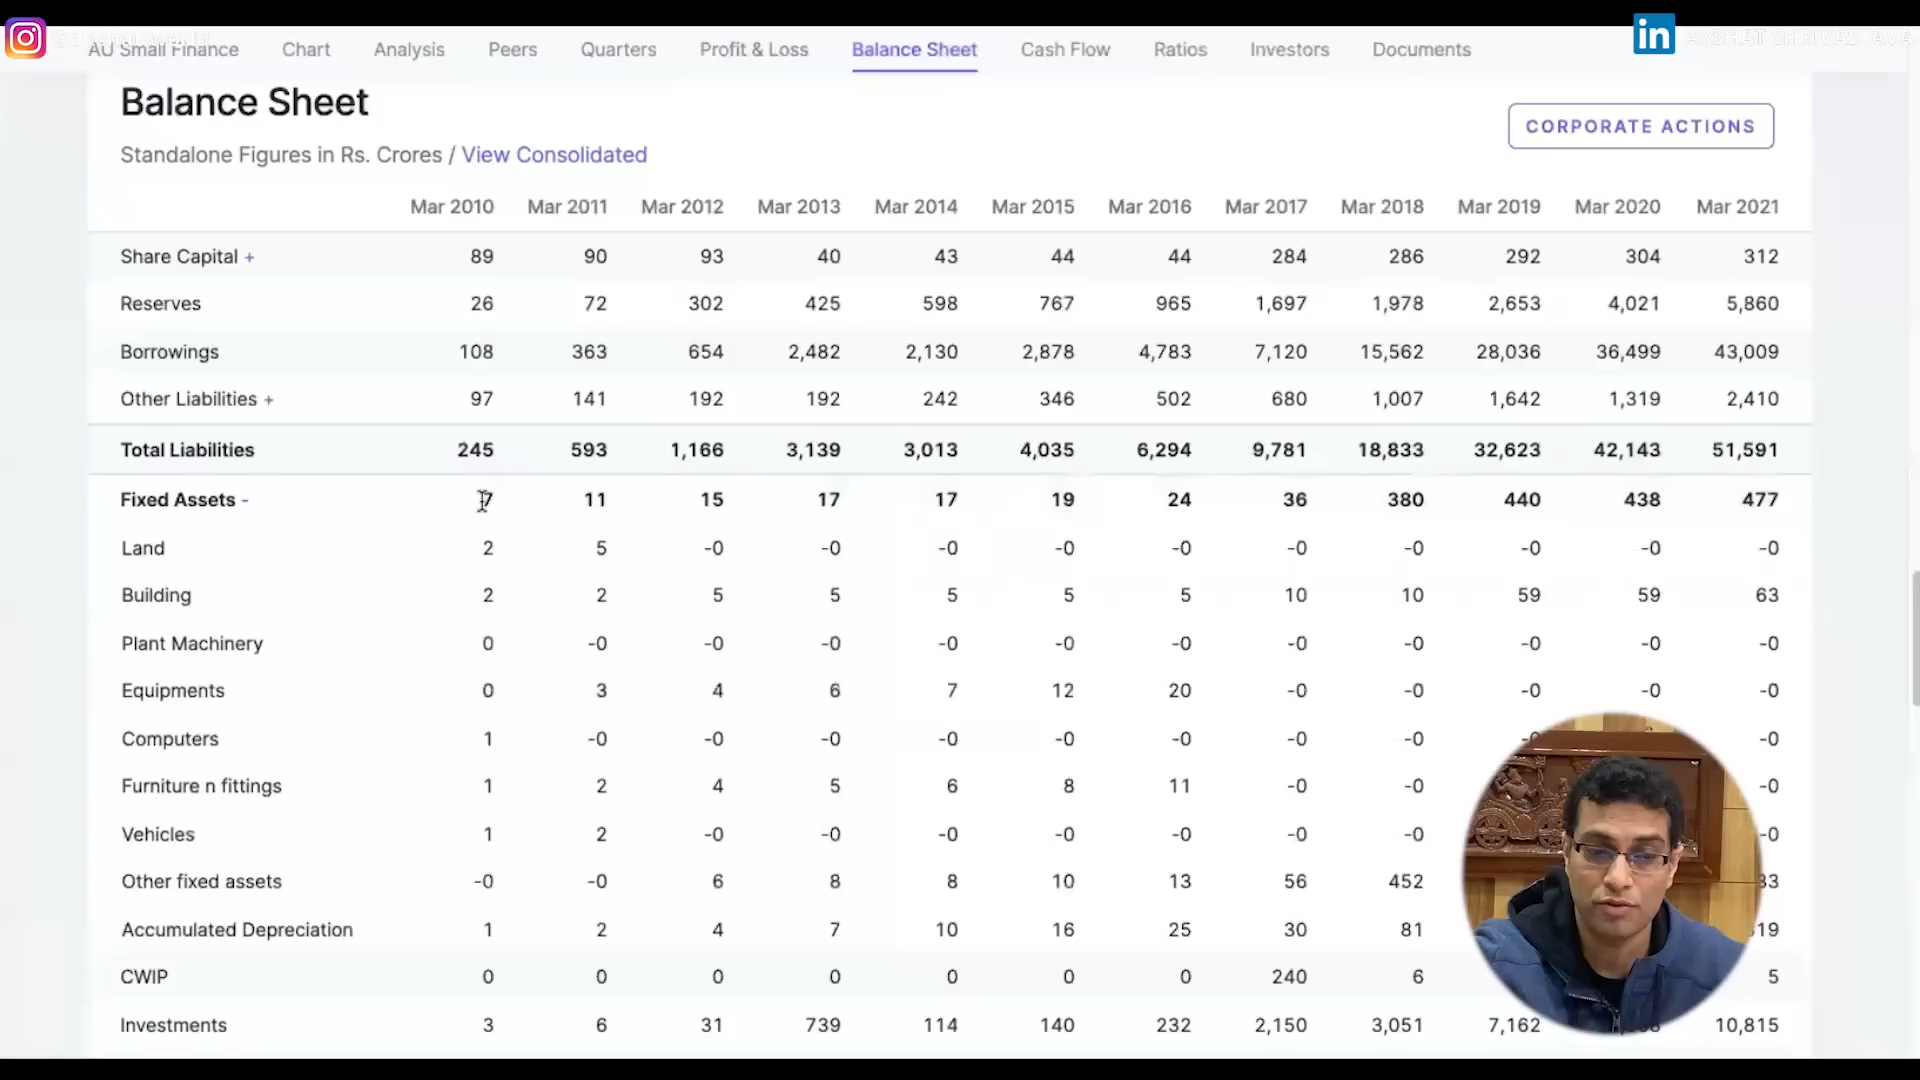 AU Small Finance Chart Analysis Peers Quarters Profit & Loss Balance Sheet Cash Flow Ratios Investors Documents
in
Balance Sheet
CORPORATE ACTIONS
Standalone Figures in Rs. Crores / View Consolidated
Mar 2010 Mar 2011 Mar 2012 Mar 2013 Mar 2014 Mar 2015 Mar 2016 Mar 2017 Mar 2018 Mar 2019 Mar 2020 Mar 2021
Share Capital + 89 90 93 40 43 44 44 284 286 292 304 312
Reserves 26 72 302 425 598 767 965 1,697 1,978 2,653 4,021 5,860
Borrowings 108 363 654 2,482 2,130 2,878 4,783 7,120 15,562 28,036 36,499 43,009
Other Liabilities + 97 141 192 192 242 346 502 680 1,007 1,642 1,319 2,410
Total Liabilities 245 593 1,166 3,139 3,013 4,035 6,294 9,781 18,833 32,623 42,143 51,591
Fixed Assets - 7 11 15 17 17 19 24 36 380 440 438 477
Land 2 5 -0 -0 -0 -0 -0 -0 -0 -0 -0 -0
Building 2 2 5 5 5 5 5 10 10 59 59 63
Plant Machinery 0 -0 -0 -0 -0 -0 -0 -0 -0 -0 -0 -0
Equipments 0 3 4 6 7 12 20 -0 -0 -0 -0 -0
Computers 1 -0 -0 -0 -0 -0 -0 -0 -0 -0
Furniture n fittings 1 2 4 5 6 8 11 -0 -0 -0
Vehicles 1 2 -0 -0 -0 -0 -0 -0 -0 -0
Other fixed assets -0 -0 6 8 8 10 13 56 452
Accumulated Depreciation 1 2 4 7 10 16 25 30 81
CWIP 0 0 0 0 0 0 0 240 6 5
Investments 3 6 31 739 114 140 232 2,150 3,051 7,162 10,815